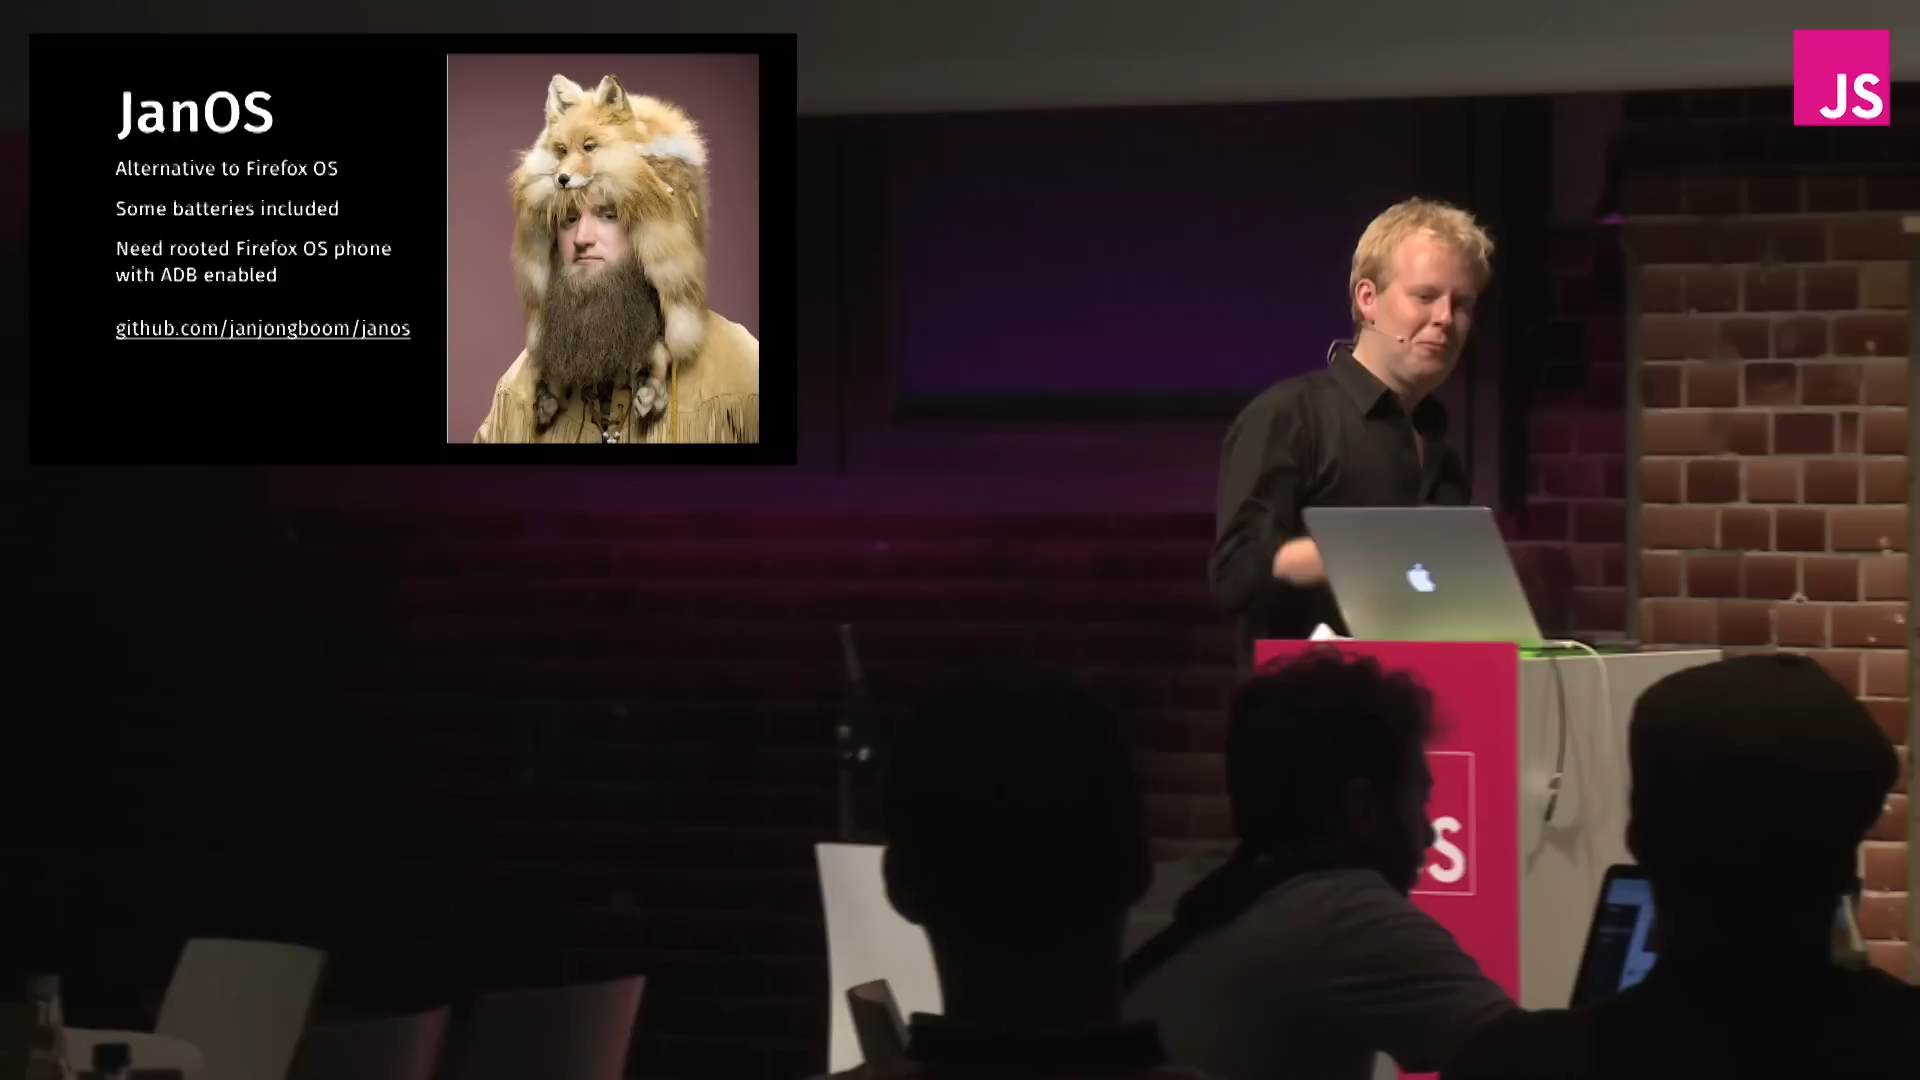 JanOS
Alternative to Firefox OS
Some batteries included
Need rooted Firefox OS phone
with ADB enabled
github.com/janjongboom/janos
JS
S